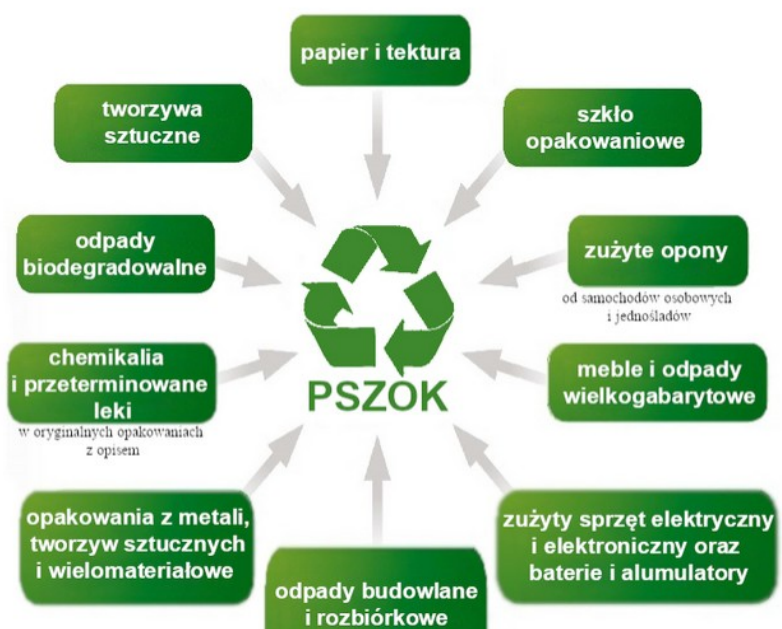 papier i tektura
tworzywa
sztuczne
szkło
opakowaniowe
odpady
biodegradowalne
zużyte opony
od samochodów osobowych
i jednośladów
chemikalia
i przeterminowane
leki
w oryginalnych opakowaniach
z opisem
meble i odpady
wielkogabarytowe
PSZOK
opakowania z metali,
tworzyw sztucznych
i wielomateriałowe
zużyty sprzęt elektryczny
i elektroniczny oraz
baterie i alumulatory
odpady budowlane
i rozbiórkowe